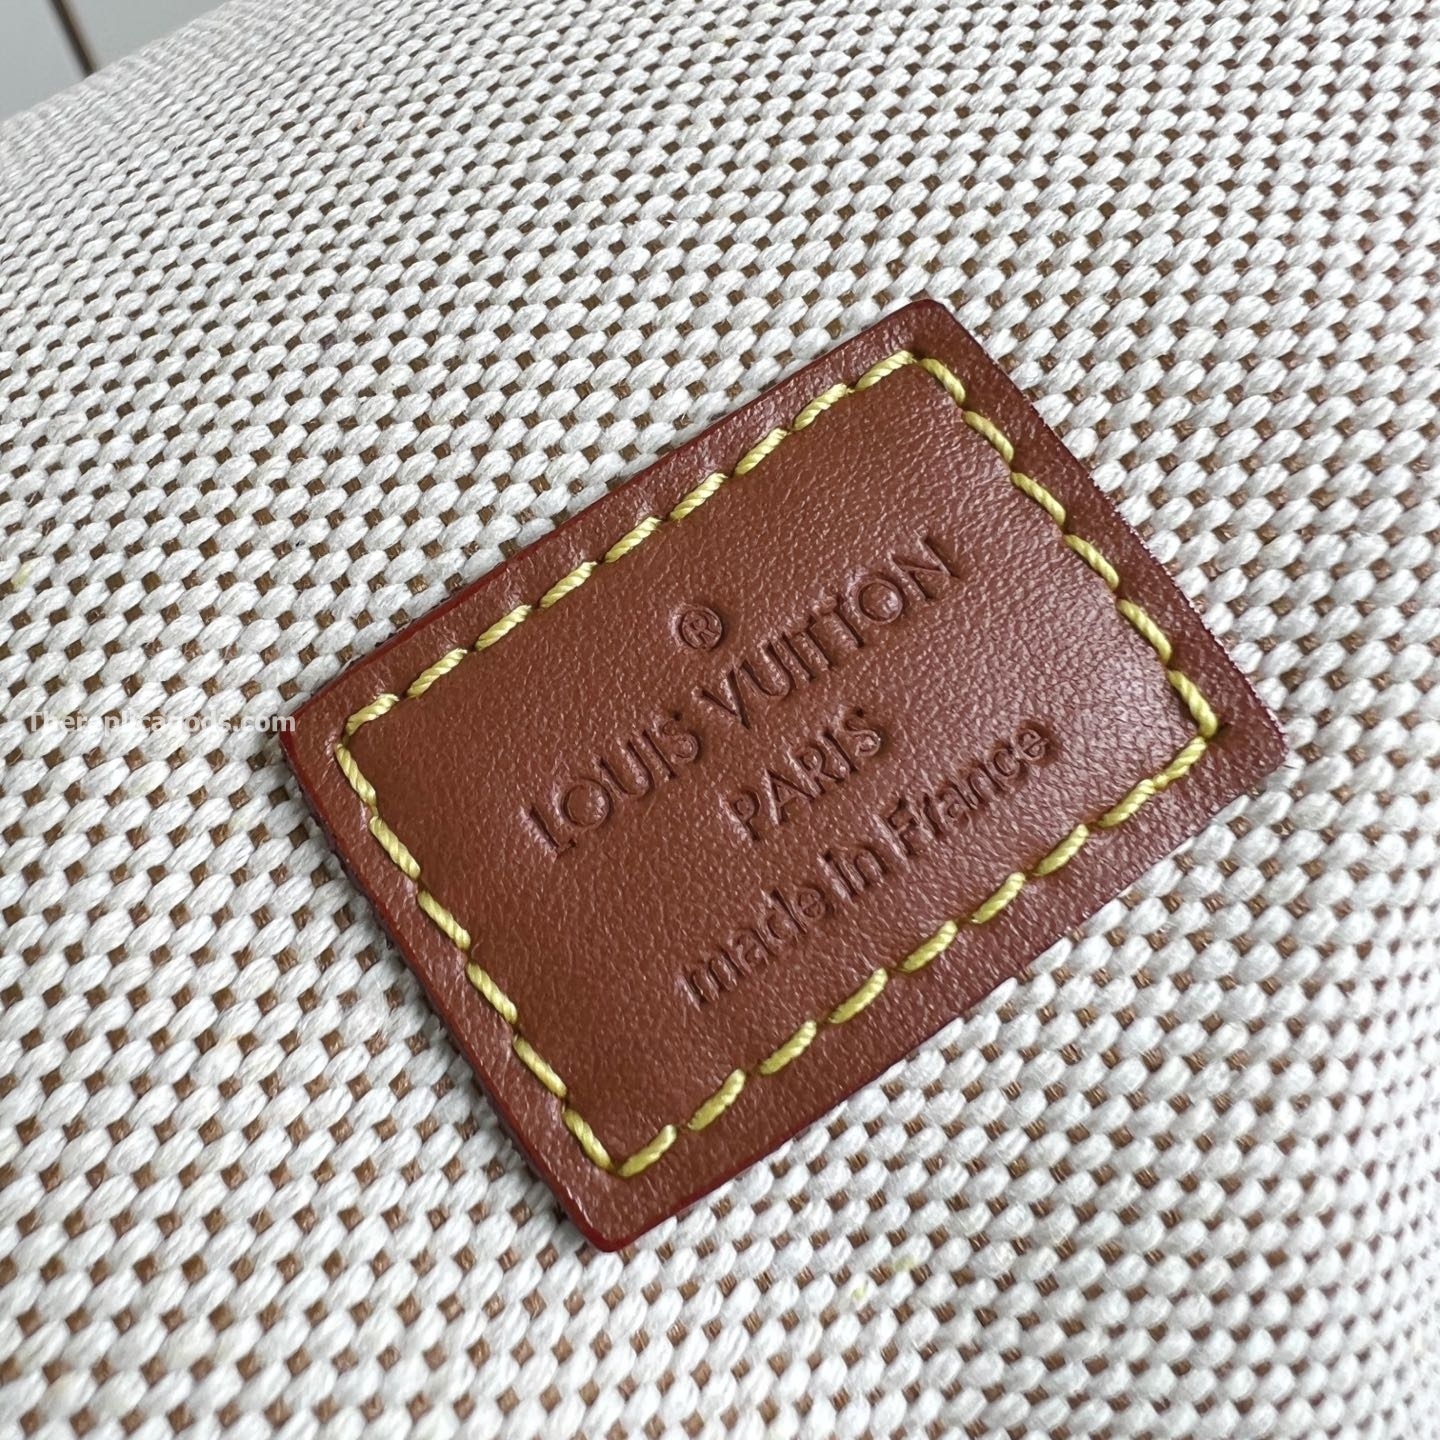 Thereplicagods.com
®
LOUIS VUITTON
PARIS
made in France